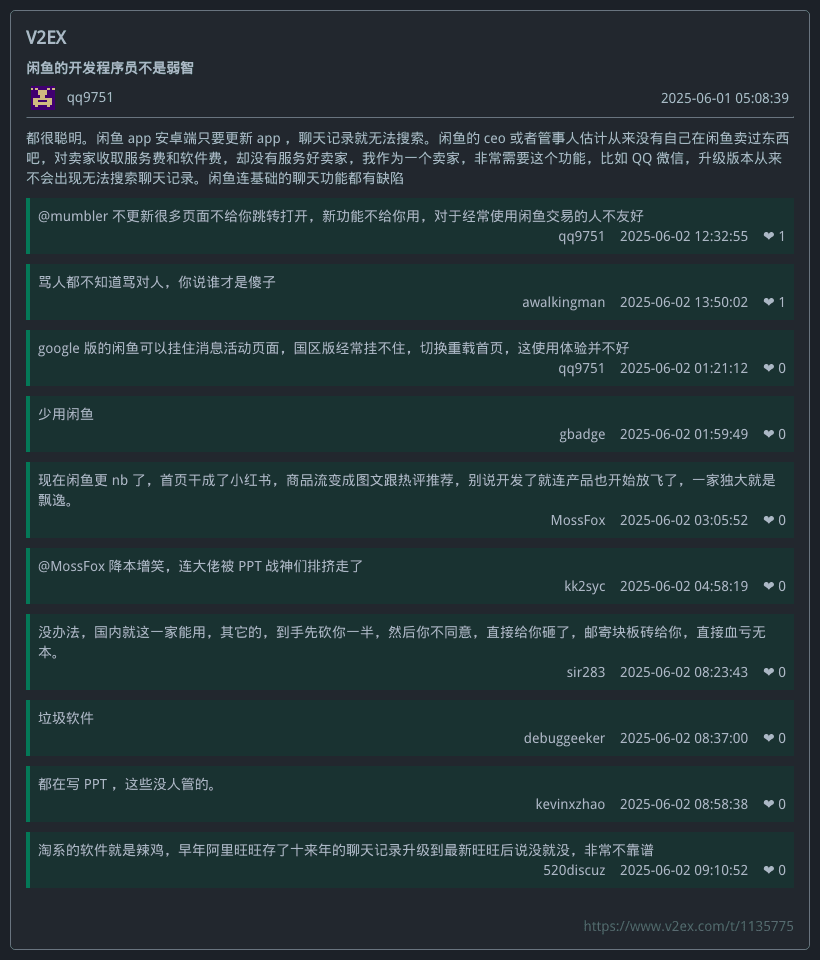 V2EX
闲鱼的开发程序员不是弱智
qq9751 2025-06-01 05:08:39
都很聪明。闲鱼 app 安卓端只要更新 app ，聊天记录就无法搜索。闲鱼的 ceo 或者管事人估计从来没有自己在闲鱼卖过东西
吧，对卖家收取服务费和软件费，却没有服务好卖家，我作为一个卖家，非常需要这个功能，比如 QQ 微信，升级版本从来
不会出现无法搜索聊天记录。闲鱼连基础的聊天功能都有缺陷
@mumbler 不更新很多页面不给你跳转打开，新功能不给你用，对于经常使用闲鱼交易的人不友好
qq9751 2025-06-02 12:32:55 ❤ 1
骂人都不知道骂对人，你说谁才是傻子
awalkingman 2025-06-02 13:50:02 ❤ 1
google 版的闲鱼可以挂住消息活动页面，国区版经常挂不住，切换重载首页，这使用体验并不好
qq9751 2025-06-02 01:21:12 ❤ 0
少用闲鱼
gbadge 2025-06-02 01:59:49 ❤ 0
现在闲鱼更 nb 了，首页干成了小红书，商品流变成图文跟热评推荐，别说开发了就连产品也开始放飞了，一家独大就是
飘逸。
MossFox 2025-06-02 03:05:52 ❤ 0
@MossFox 降本增笑，连大佬被 PPT 战神们排挤走了
kk2syc 2025-06-02 04:58:19 ❤ 0
没办法，国内就这一家能用，其它的，到手先砍你一半，然后你不同意，直接给你砸了，邮寄块板砖给你，直接血亏无
本。
sir283 2025-06-02 08:23:43 ❤ 0
垃圾软件
debuggeeker 2025-06-02 08:37:00 ❤ 0
都在写 PPT ，这些没人管的。
kevinxzhao 2025-06-02 08:58:38 ❤ 0
淘系的软件就是辣鸡，早年阿里旺旺存了十来年的聊天记录升级到最新旺旺后说没就没，非常不靠谱
520discuz 2025-06-02 09:10:52 ❤ 0
https://www.v2ex.com/t/1135775